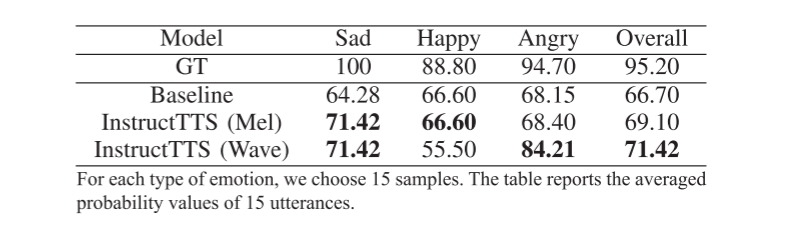 Model Sad Happy Angry Overall
GT 100 88.80 94.70 95.20
Baseline 64.28 66.60 68.15 66.70
InstructTTS (Mel) 71.42 66.60 68.40 69.10
InstructTTS (Wave) 71.42 55.50 84.21 71.42
For each type of emotion, we choose 15 samples. The table reports the averaged
probability values of 15 utterances.